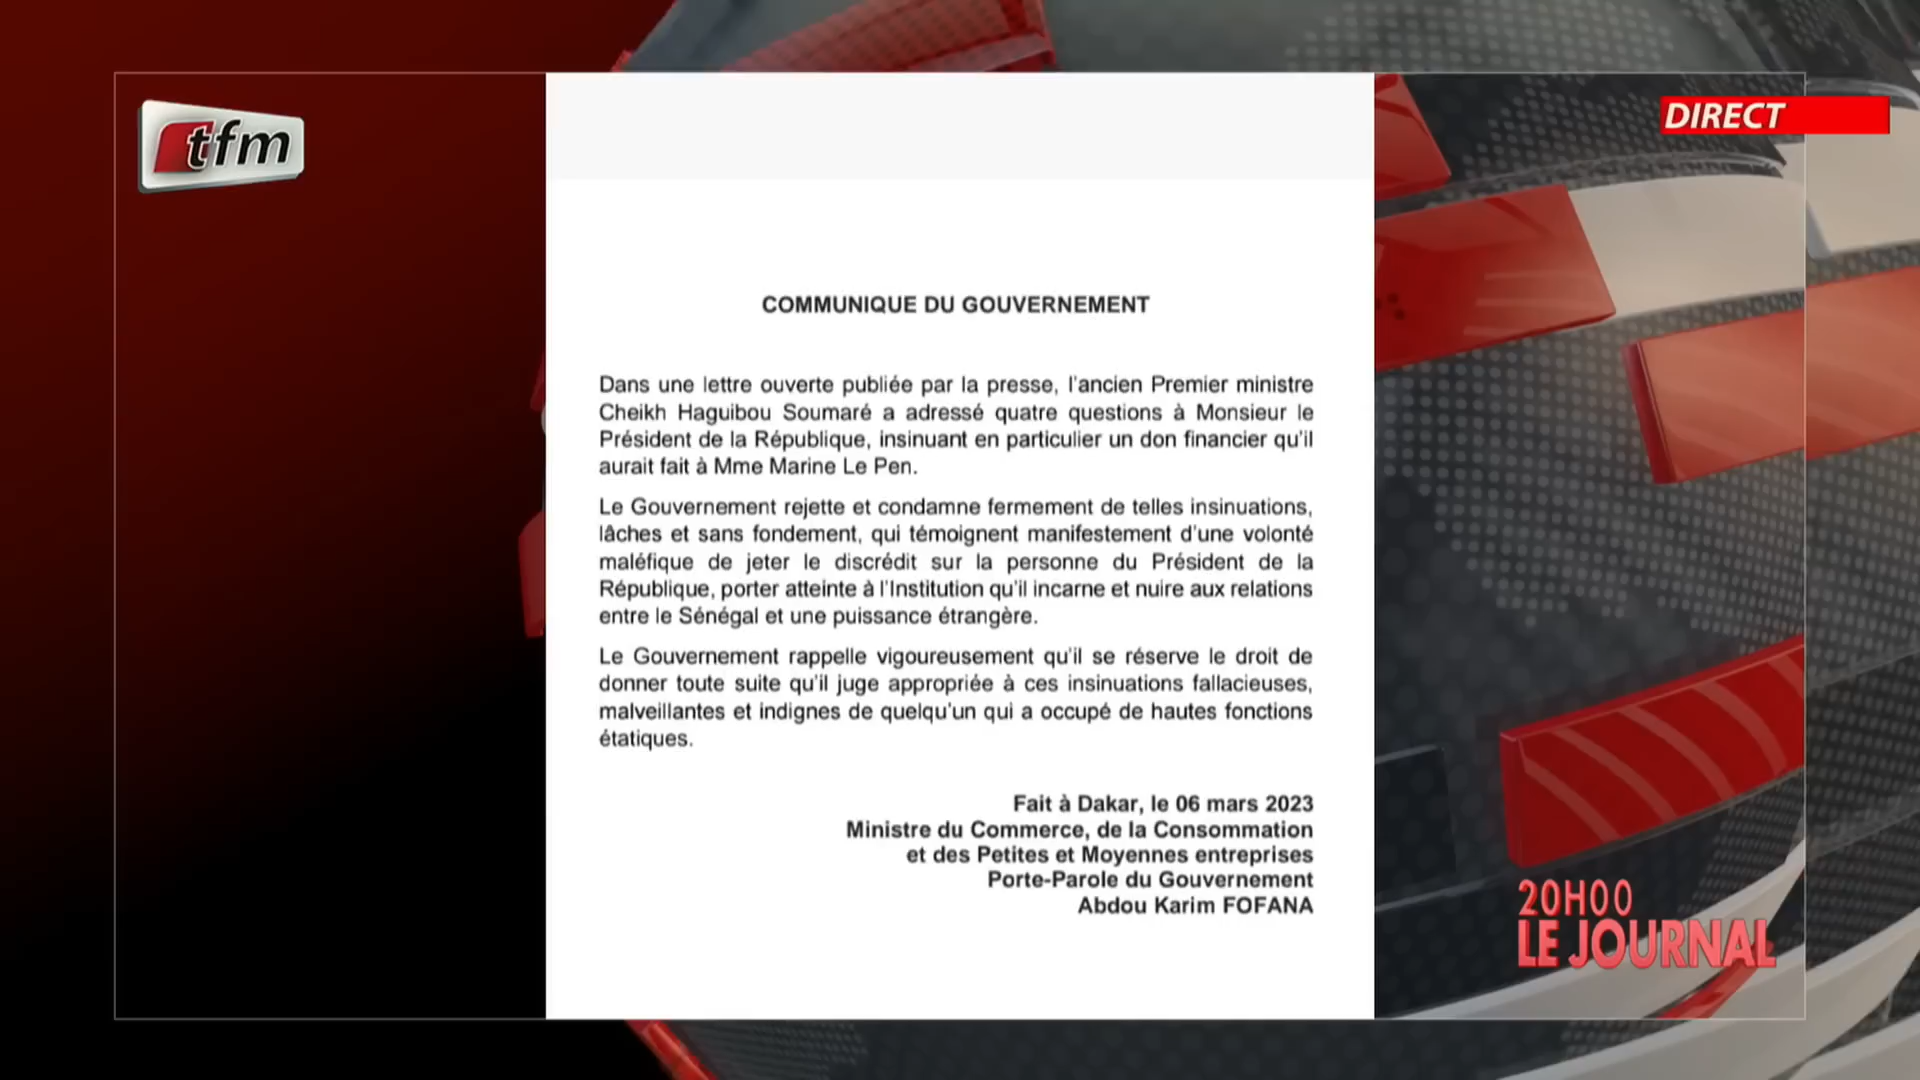 tfm
DIRECT
COMMUNIQUE DU GOUVERNEMENT
Dans une lettre ouverte publiée par la presse, l'ancien Premier ministre
Cheikh Haguibou Soumaré a adressé quatre questions à Monsieur le
Président de la République, insinuant en particulier un don financier qu'il
aurait fait à Mme Marine Le Pen.
Le Gouvernement rejette et condamne fermement de telles insinuations,
lâches et sans fondement, qui témoignent manifestement d'une volonté
maléfique de jeter le discrédit sur la personne du Président de la
République, porter atteinte à l'Institution qu'il incarne et nuire aux relations
entre le Sénégal et une puissance étrangère.
Le Gouvernement rappelle vigoureusement qu'il se réserve le droit de
donner toute suite qu'il juge appropriée à ces insinuations fallacieuses,
malveillantes et indignes de quelqu'un qui a occupé de hautes fonctions
étatiques.
Fait à Dakar, le 06 mars 2023
Ministre du Commerce, de la Consommation
et des Petites et Moyennes entreprises
Porte-Parole du Gouvernement
Abdou Karim FOFANA
20H00
LE JOURNAL